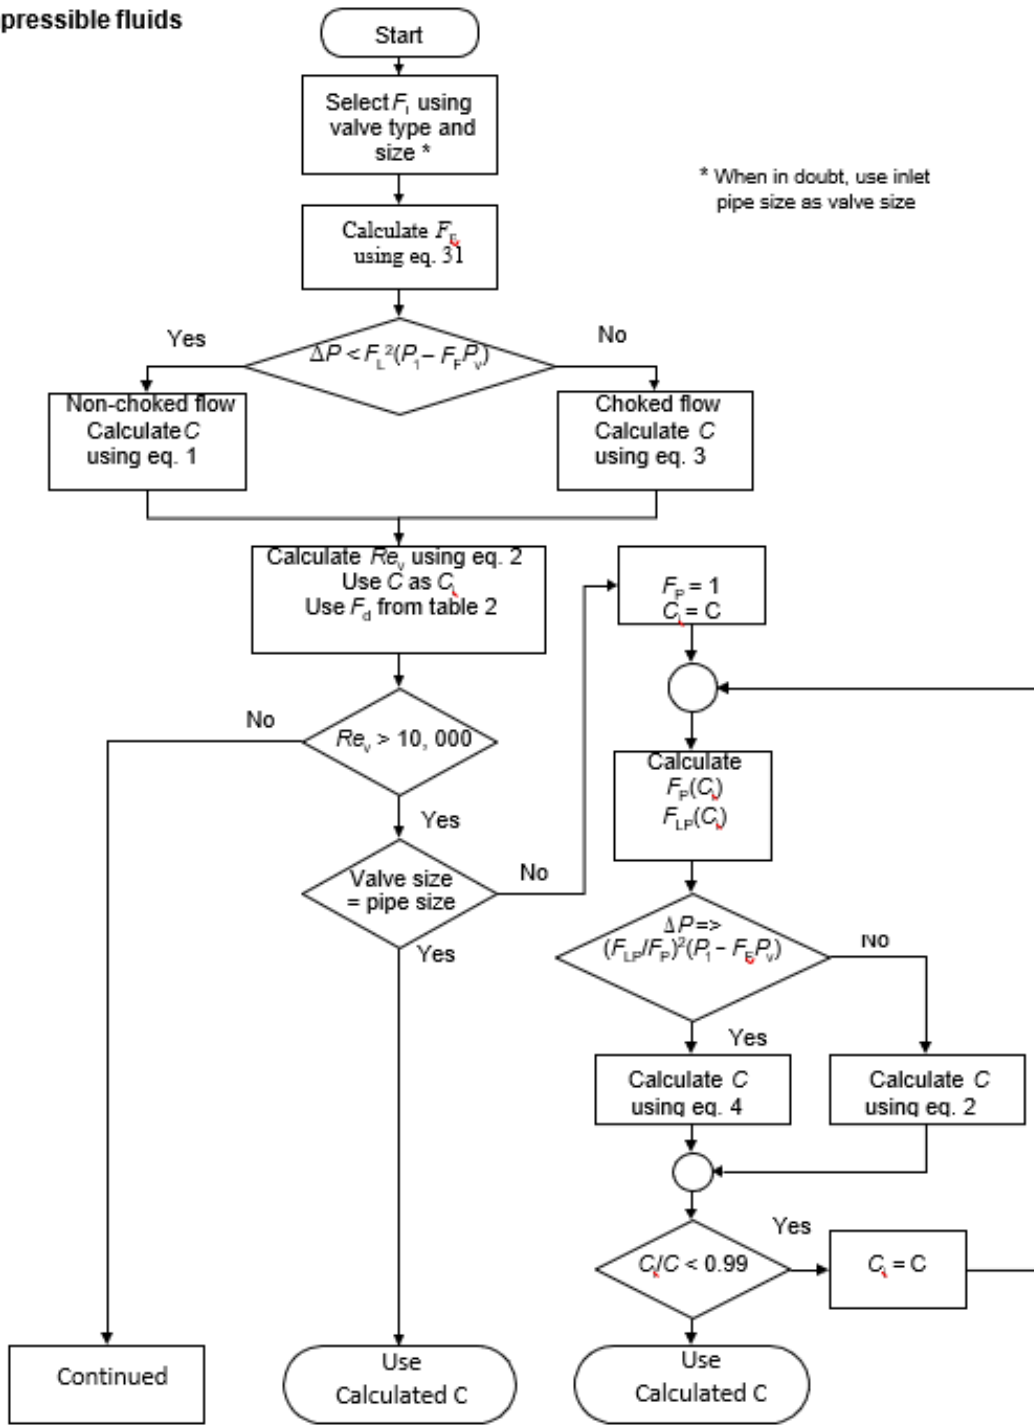 pressible fluids
Start
Select F_L using
valve type and
size *
* When in doubt, use inlet
pipe size as valve size
Calculate F_F
using eq. 31
Yes
No
ΔP < F_L²(P₁ – F_F P_v)
Non-choked flow
Calculate C
using eq. 1
Choked flow
Calculate C
using eq. 3
Calculate Re_v using eq. 2
Use C as C_i
Use F_d from table 2
F_P = 1
C_i = C
No
Re_v > 10, 000
Yes
Calculate
F_P(C_i)
F_LP(C_i)
Valve size
= pipe size
No
Yes
ΔP =>
(F_LP/F_P)²(P₁ – F_F P_v)
No
Yes
Calculate C
using eq. 4
Calculate C
using eq. 2
C_i/C < 0.99
Yes
C_i = C
Continued
Use
Calculated C
Use
Calculated C